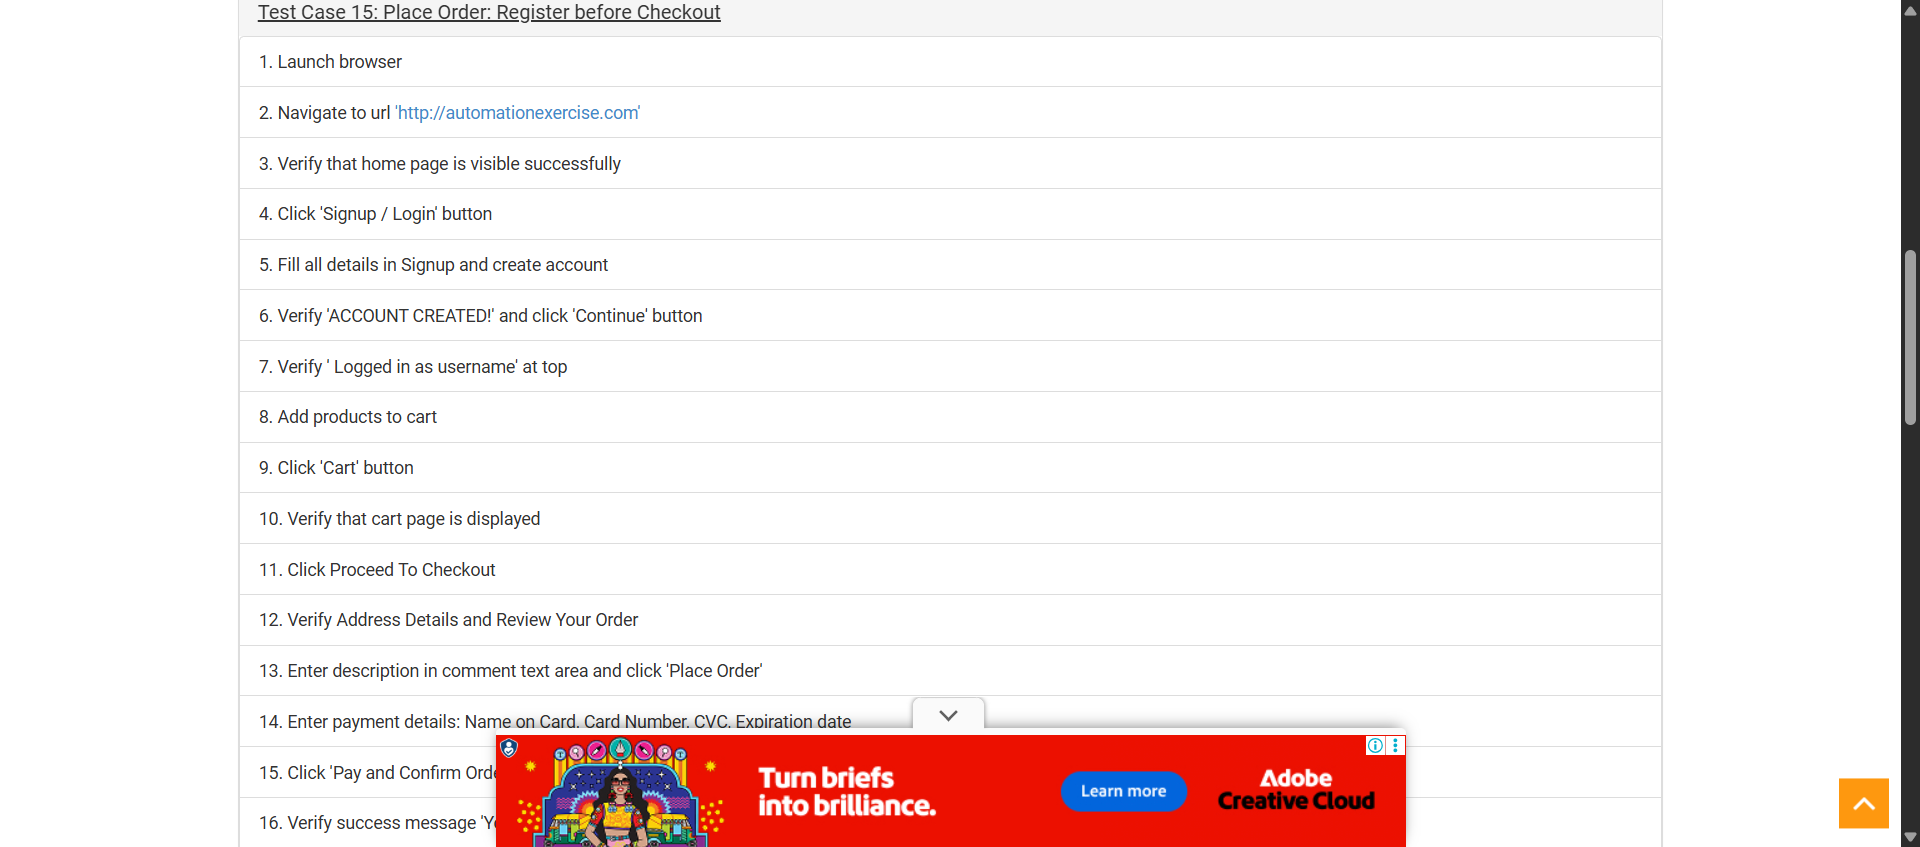 Test Case 15: Place Order: Register before Checkout
1. Launch browser
2. Navigate to url 'http://automationexercise.com'
3. Verify that home page is visible successfully
4. Click 'Signup / Login' button
5. Fill all details in Signup and create account
6. Verify 'ACCOUNT CREATED!' and click 'Continue' button
7. Verify ' Logged in as username' at top
8. Add products to cart
9. Click 'Cart' button
10. Verify that cart page is displayed
11. Click Proceed To Checkout
12. Verify Address Details and Review Your Order
13. Enter description in comment text area and click 'Place Order'
14. Enter payment details: Name on Card, Card Number, CVC, Expiration date
15. Click 'Pay and Confirm
16. Verify success message
Turn briefs
into brilliance.
Learn more
Adobe
Creative Cloud